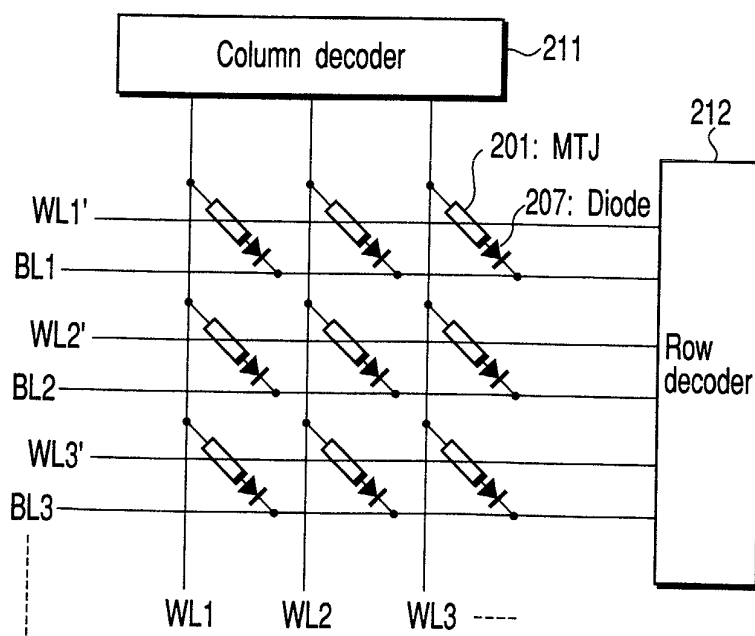 Column decoder
211
212
201: MTJ
WL1'
207: Diode
BL1
WL2'
Row
decoder
BL2
WL3'
BL3
WL1 WL2 WL3